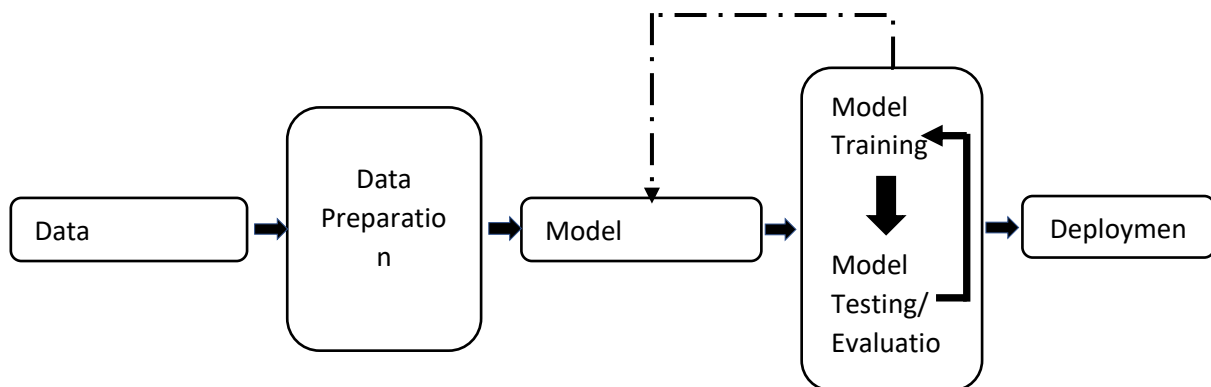 Data
Data
Preparatio
n
Model
Model
Training
Model
Testing/
Evaluatio
Deploymen